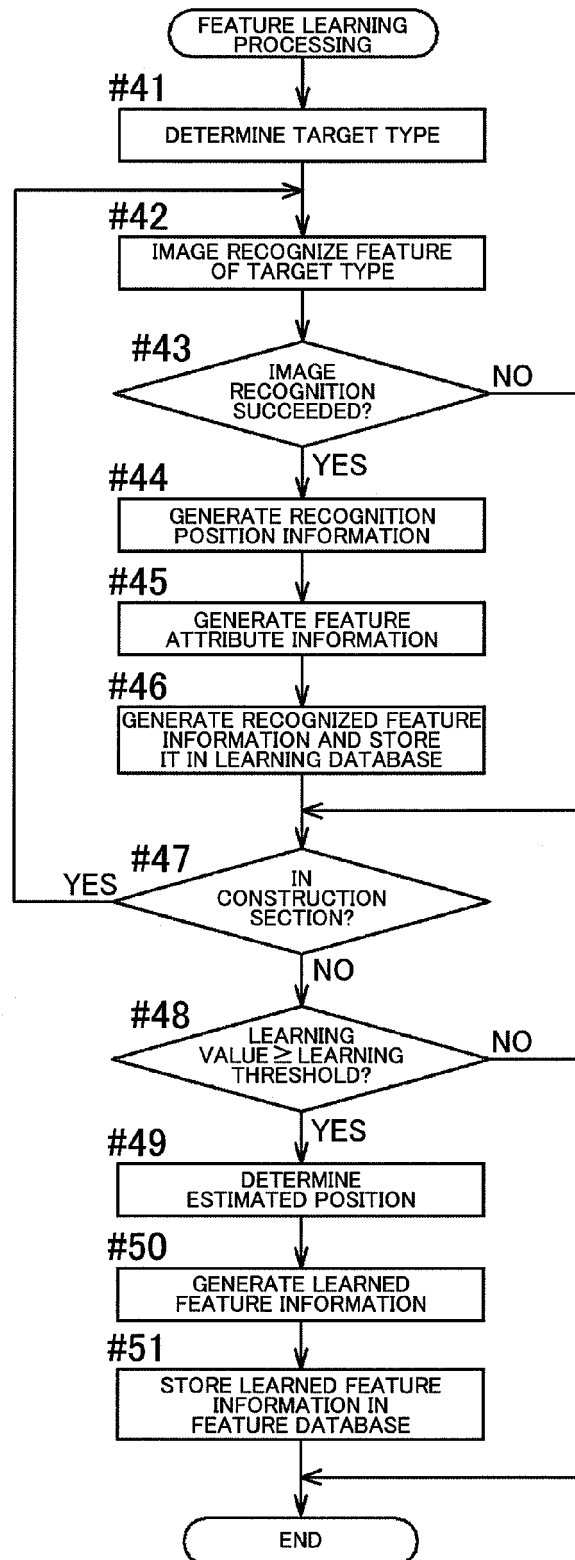 FEATURE LEARNING
PROCESSING
#41
DETERMINE TARGET TYPE
#42
IMAGE RECOGNIZE FEATURE
OF TARGET TYPE
#43
IMAGE
RECOGNITION
SUCCEEDED?
NO
YES
#44
GENERATE RECOGNITION
POSITION INFORMATION
#45
GENERATE FEATURE
ATTRIBUTE INFORMATION
#46
GENERATE RECOGNIZED FEATURE
INFORMATION AND STORE
IT IN LEARNING DATABASE
#47
YES
IN
CONSTRUCTION
SECTION?
NO
#48
LEARNING
VALUE ≥ LEARNING
THRESHOLD?
NO
YES
#49
DETERMINE
ESTIMATED POSITION
#50
GENERATE LEARNED
FEATURE INFORMATION
#51
STORE LEARNED FEATURE
INFORMATION IN
FEATURE DATABASE
END